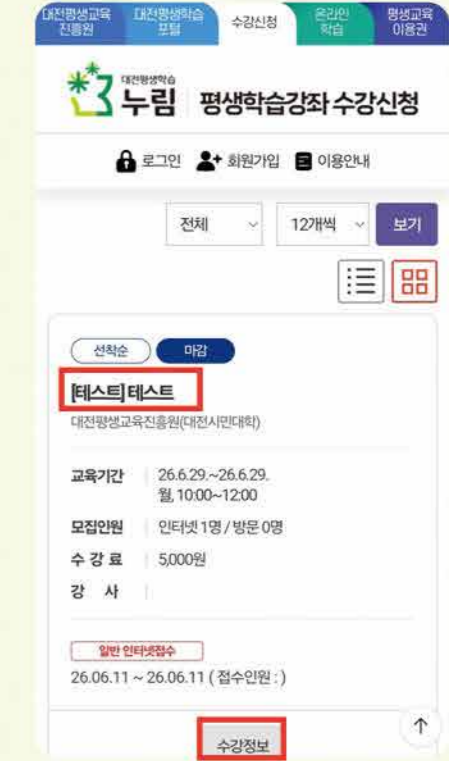 대전평생교육
진흥원
대전평생학습
포털
수강신청
온라인
학습
평생교육
이용권
대전평생학습
누림 평생학습강좌 수강신청
로그인 회원가입 이용안내
전체 12개씩 보기
선착순 마감
[테스트] 테스트
대전평생교육진흥원(대전시민대학)
교육기간 26.6.29.~26.6.29.
월, 10:00~12:00
모집인원 인터넷 1명 / 방문 0명
수 강 료 5,000원
강 사
일반 인터넷접수
26.06.11 ~ 26.06.11 ( 접수인원 : )
수강정보